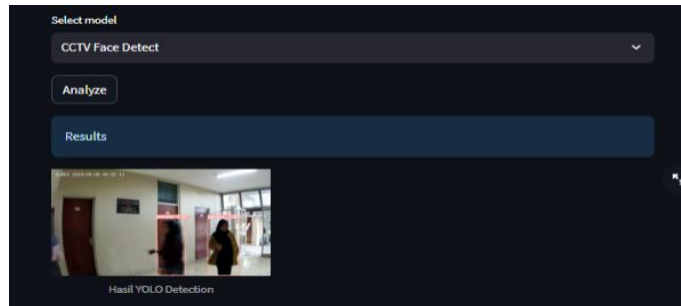 Select model
CCTV Face Detect
Analyze
Results
Hasil YOLO Detection